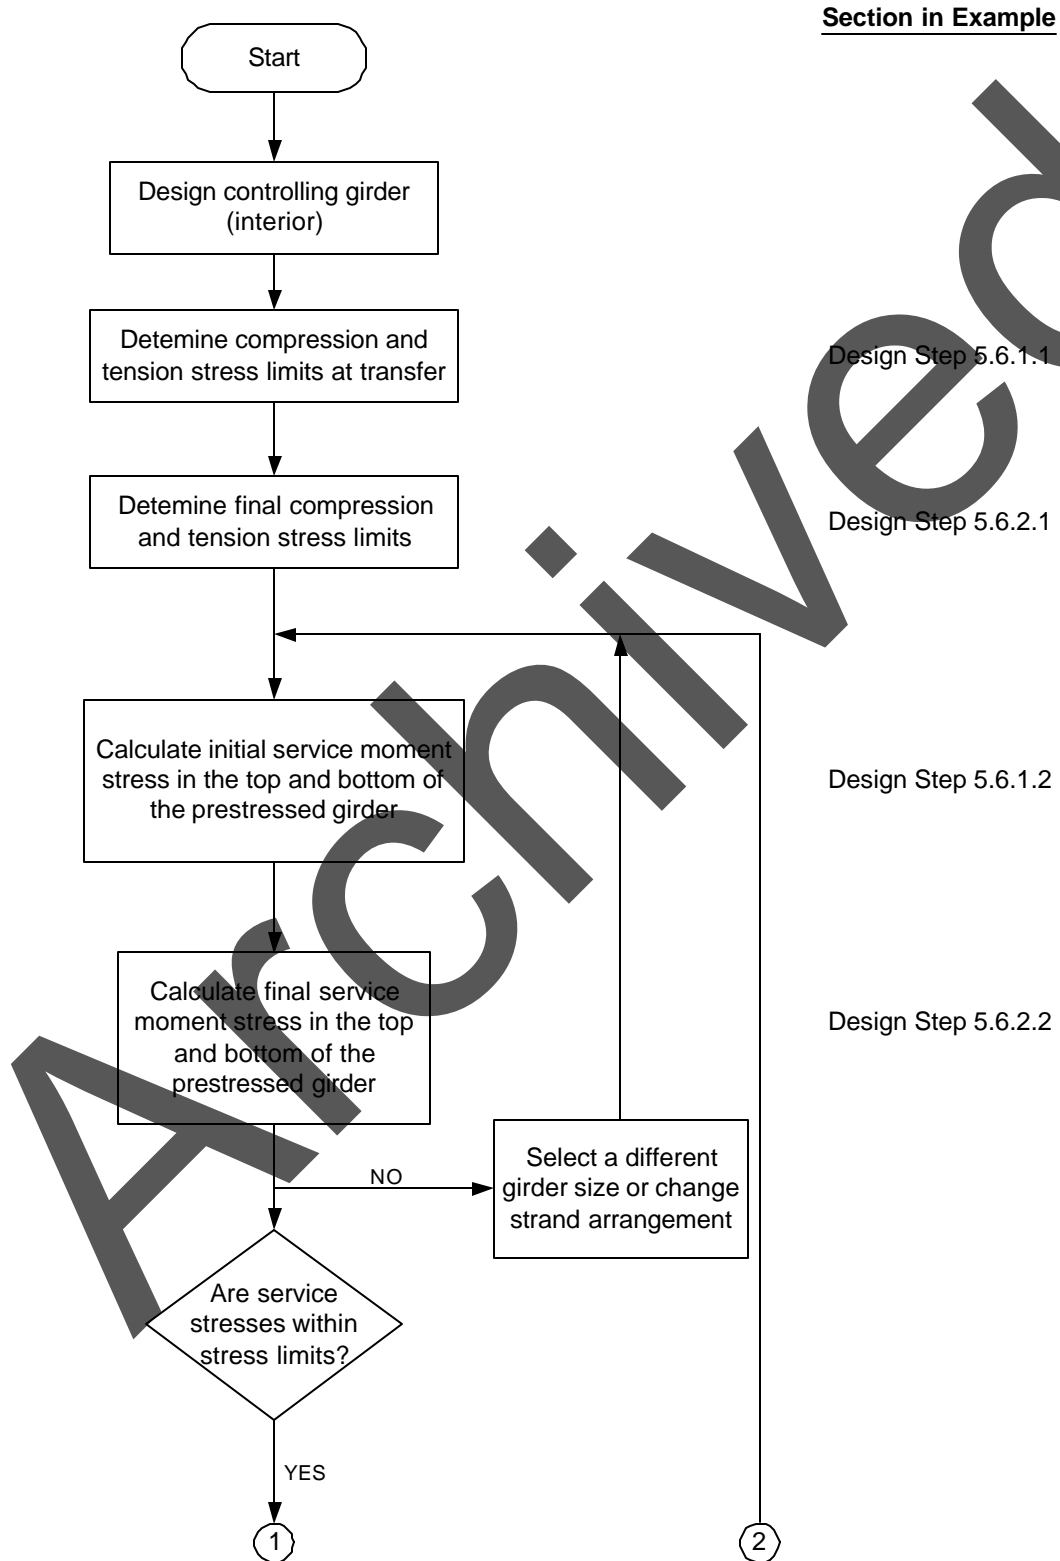 Section in Example
Start
Design controlling girder
(interior)
Detemine compression and
tension stress limits at transfer
Design Step 5.6.1.1
Detemine final compression
and tension stress limits
Design Step 5.6.2.1
Calculate initial service moment
stress in the top and bottom of
the prestressed girder
Design Step 5.6.1.2
Calculate final service
moment stress in the top
and bottom of the
prestressed girder
Design Step 5.6.2.2
NO
Select a different
girder size or change
strand arrangement
Are service
stresses within
stress limits?
YES
1
2
Archived